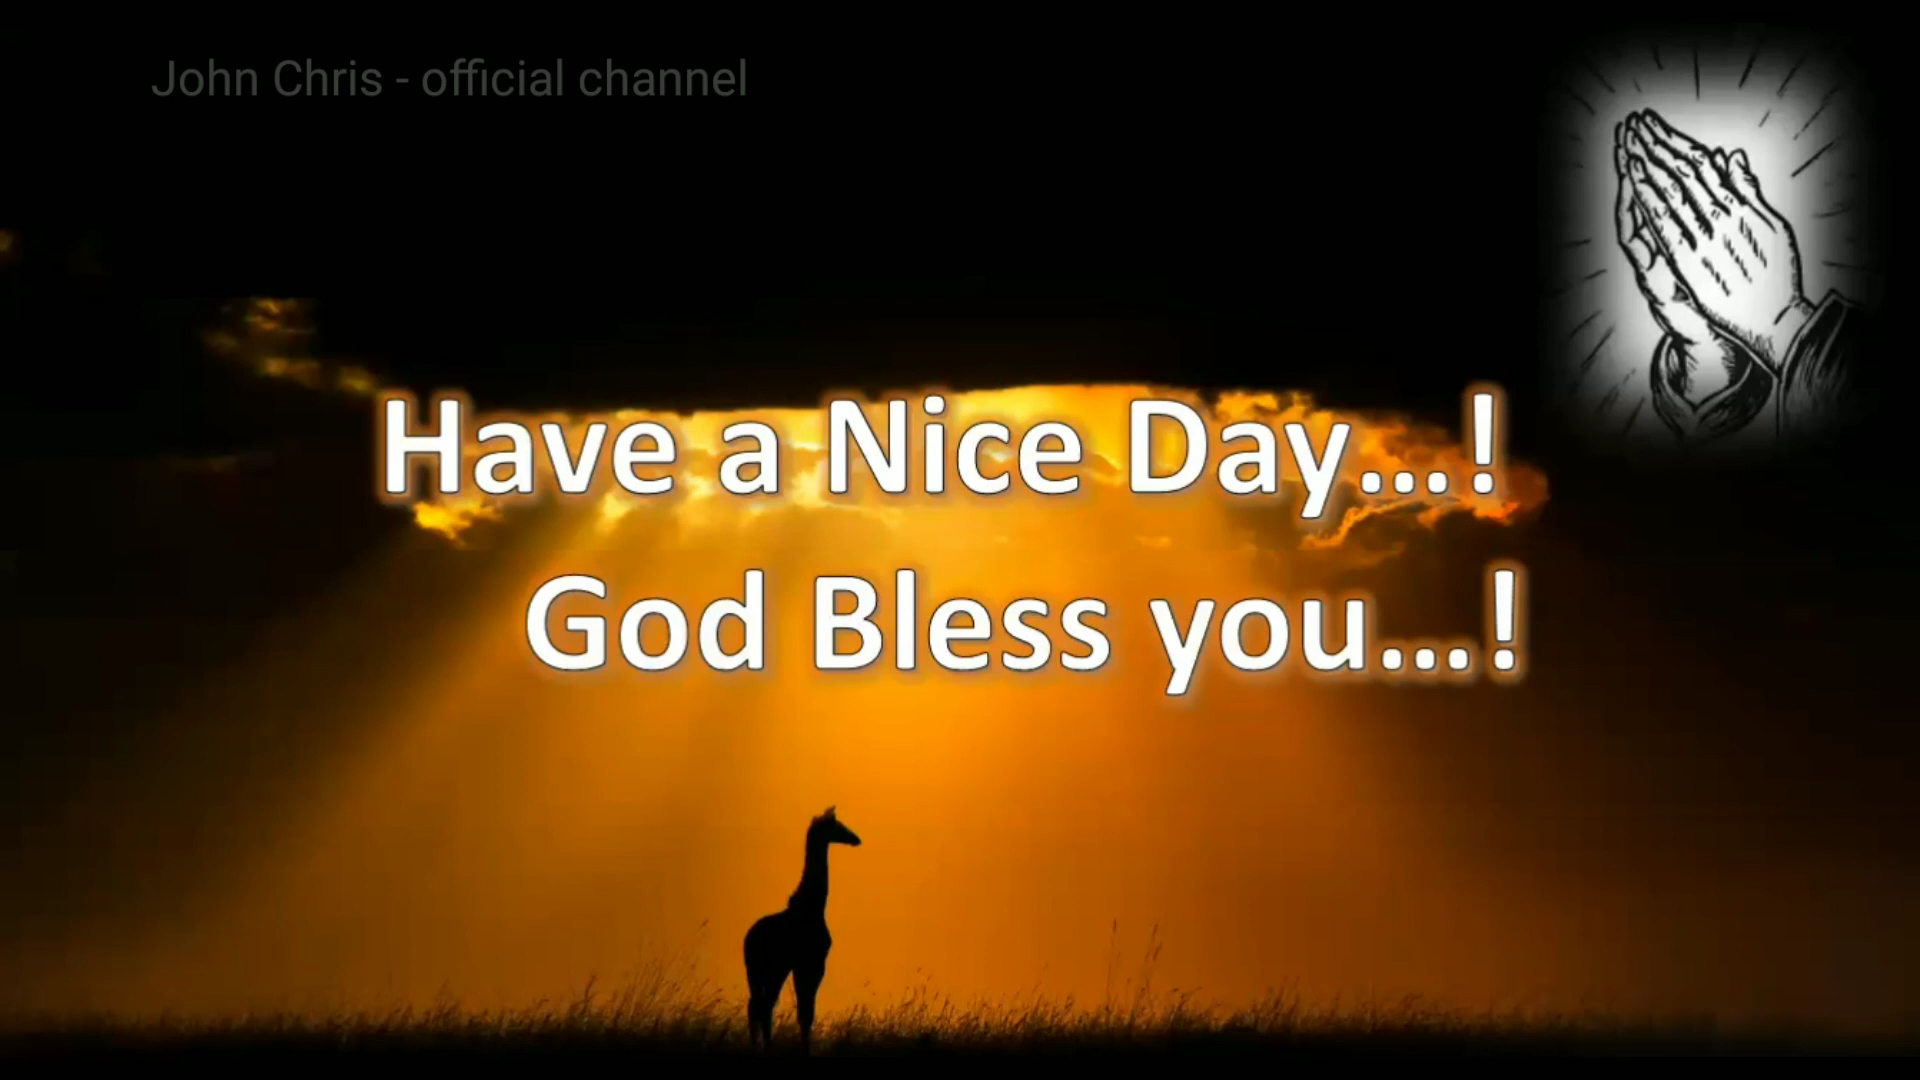 John Chris - official channel
Have a Nice Day...!
God Bless you...!